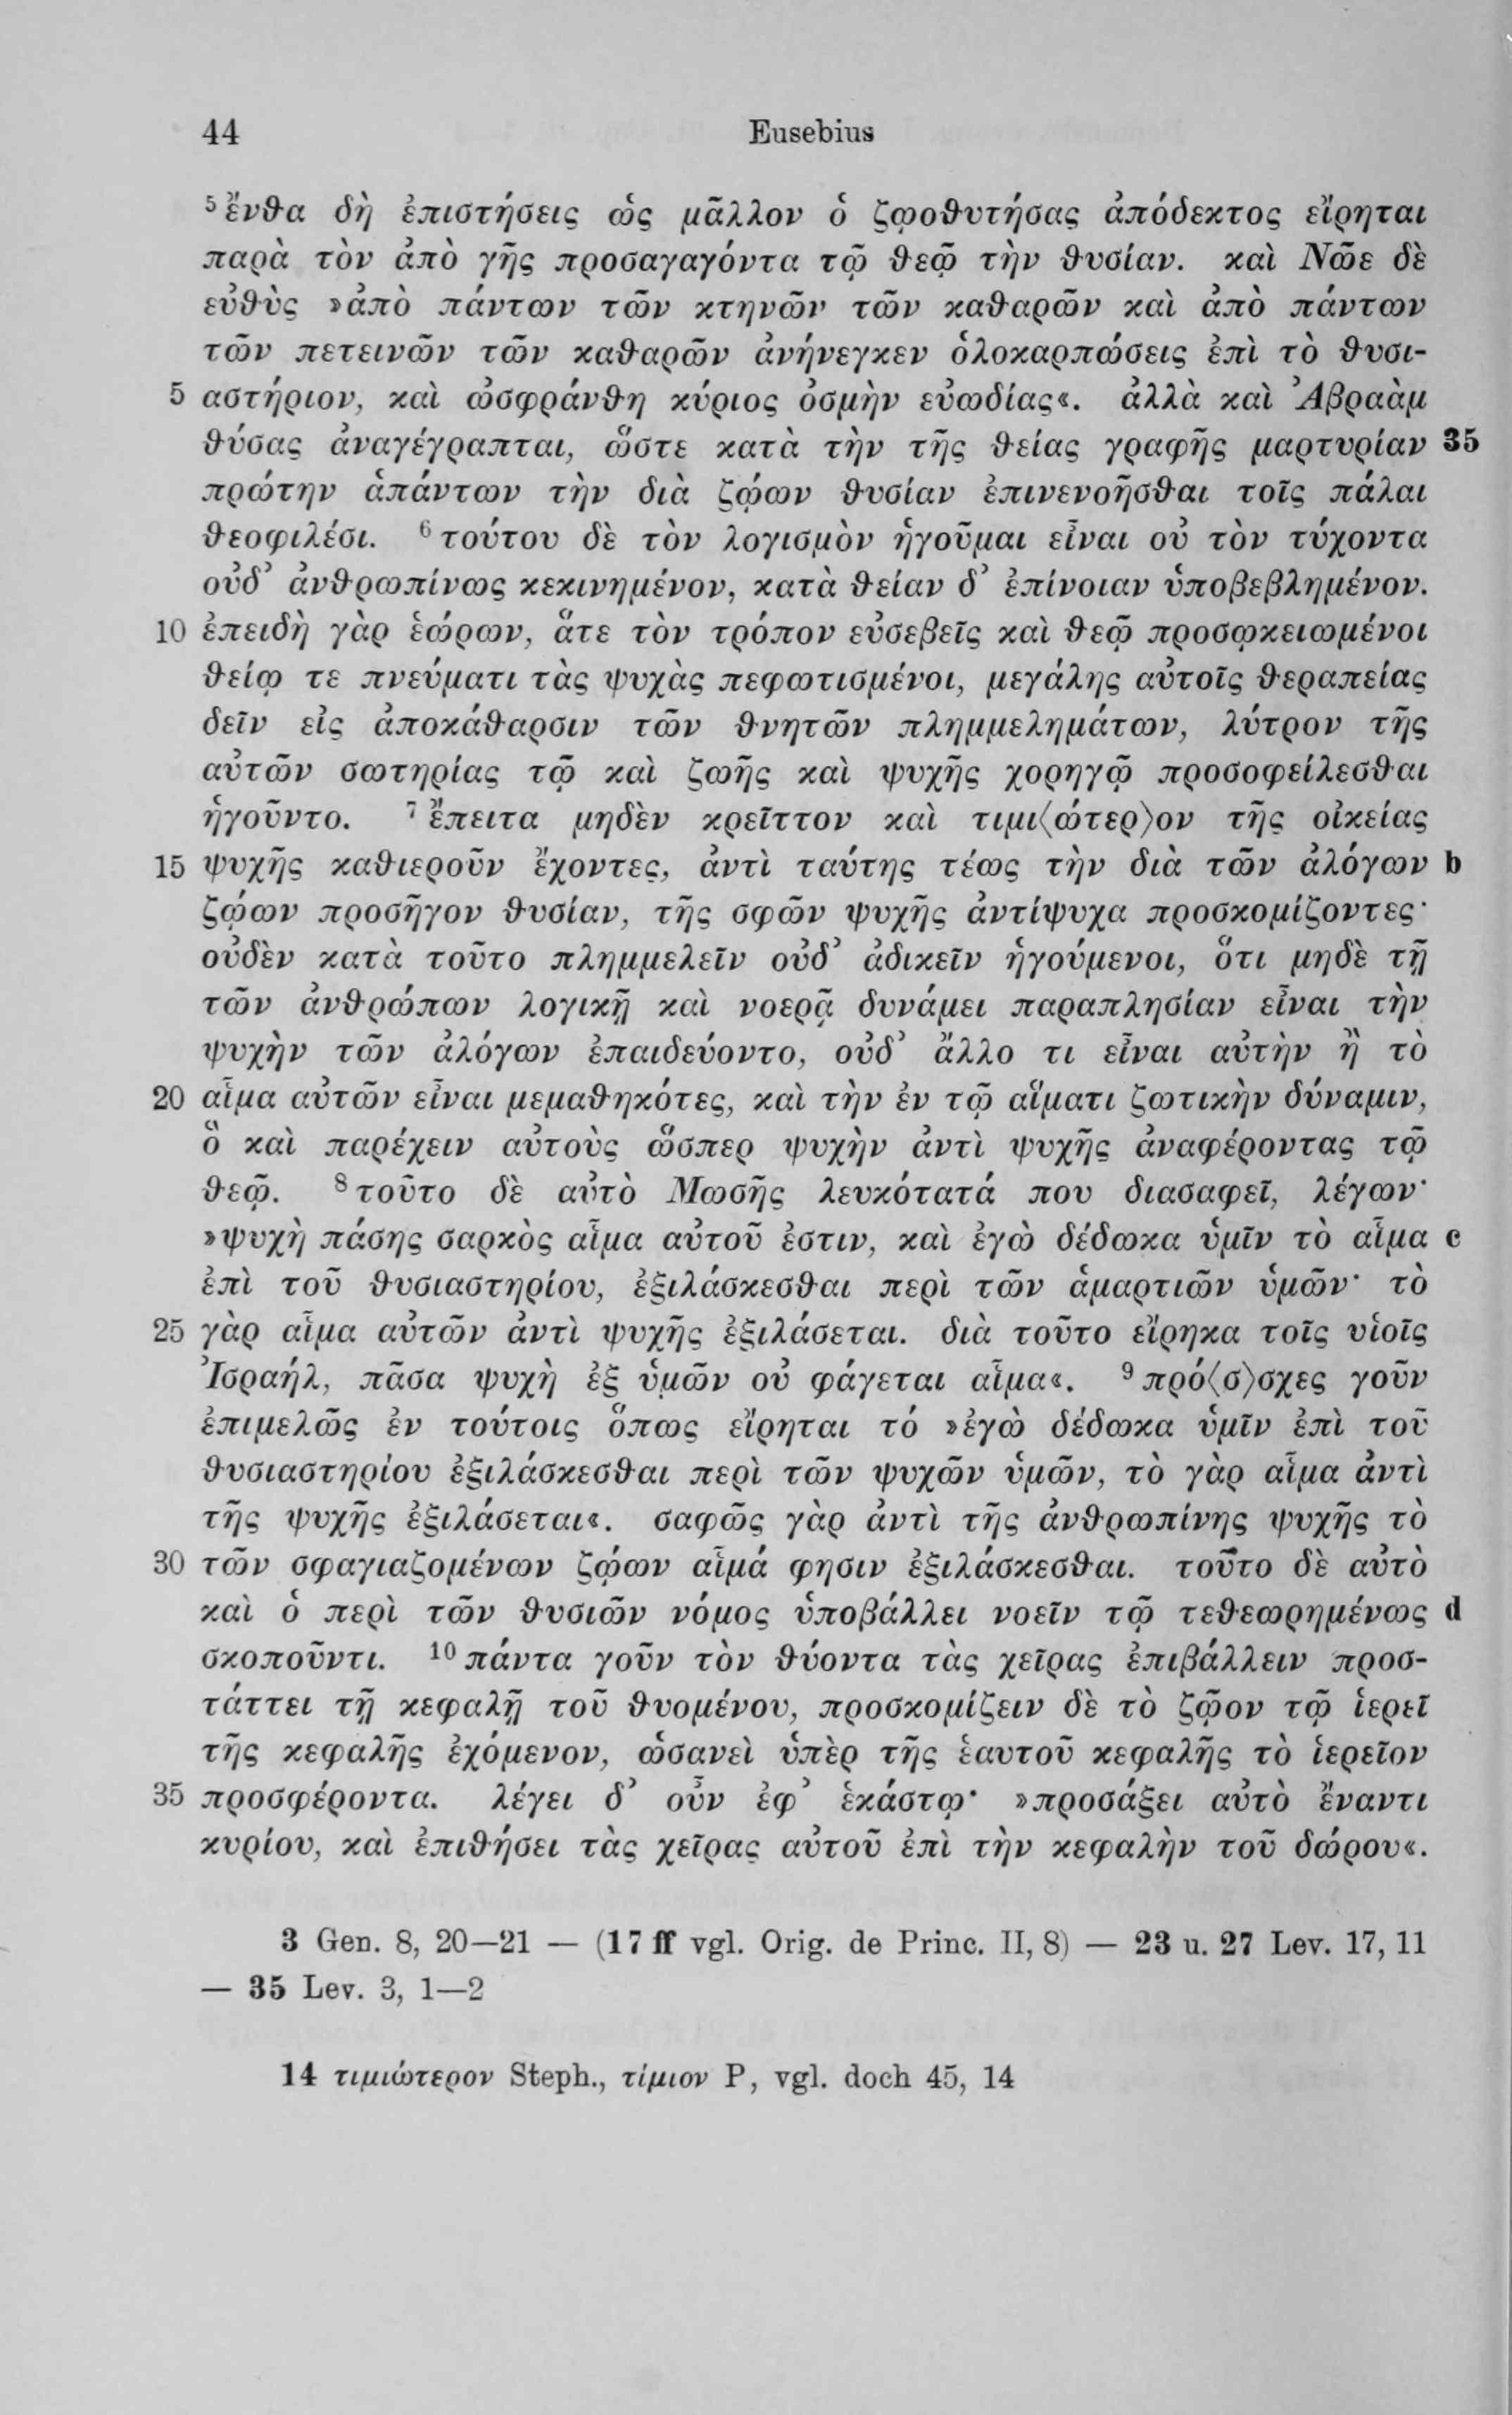 44 Eusebius
⁵ ἔνθα δὴ ἐπιστήσεις ὡς μᾶλλον ὁ ζῳοθυτήσας ἀπόδεκτος εἴρηται
παρὰ τὸν ἀπὸ γῆς προσαγαγόντα τῷ θεῷ τὴν θυσίαν. καὶ Νῶε δὲ
εὐθὺς »ἀπὸ πάντων τῶν κτηνῶν τῶν καθαρῶν καὶ ἀπὸ πάντων
τῶν πετεινῶν τῶν καθαρῶν ἀνήνεγκεν ὁλοκαρπώσεις ἐπὶ τὸ θυσι-
5 αστήριον, καὶ ὠσφράνθη κύριος ὀσμὴν εὐωδίας«. ἀλλὰ καὶ Ἀβραὰμ
θύσας ἀναγέγραπται, ὥστε κατὰ τὴν τῆς θείας γραφῆς μαρτυρίαν 35
πρώτην ἁπάντων τὴν διὰ ζῴων θυσίαν ἐπινενοῆσθαι τοῖς πάλαι
θεοφιλέσι. ⁶ τούτου δὲ τὸν λογισμὸν ἡγοῦμαι εἶναι οὐ τὸν τύχοντα
οὐδ’ ἀνθρωπίνως κεκινημένον, κατὰ θείαν δ’ ἐπίνοιαν ὑποβεβλημένον.
10 ἐπειδὴ γὰρ ἑώρων, ἅτε τὸν τρόπον εὐσεβεῖς καὶ θεῷ προσῳκειωμένοι
θείῳ τε πνεύματι τὰς ψυχὰς πεφωτισμένοι, μεγάλης αὐτοῖς θεραπείας
δεῖν εἰς ἀποκάθαρσιν τῶν θνητῶν πλημμελημάτων, λύτρον τῆς
αὐτῶν σωτηρίας τῷ καὶ ζωῆς καὶ ψυχῆς χορηγῷ προσοφείλεσθαι
ἡγοῦντο. ⁷ ἔπειτα μηδὲν κρεῖττον καὶ τιμι⟨ώτερ⟩ον τῆς οἰκείας
15 ψυχῆς καθιεροῦν ἔχοντες, ἀντὶ ταύτης τέως τὴν διὰ τῶν ἀλόγων b
ζῴων προσῆγον θυσίαν, τῆς σφῶν ψυχῆς ἀντίψυχα προσκομίζοντες·
οὐδὲν κατὰ τοῦτο πλημμελεῖν οὐδ’ ἀδικεῖν ἡγούμενοι, ὅτι μηδὲ τῇ
τῶν ἀνθρώπων λογικῇ καὶ νοερᾷ δυνάμει παραπλησίαν εἶναι τὴν
ψυχὴν τῶν ἀλόγων ἐπαιδεύοντο, οὐδ’ ἄλλο τι εἶναι αὐτὴν ἢ τὸ
20 αἷμα αὐτῶν εἶναι μεμαθηκότες, καὶ τὴν ἐν τῷ αἵματι ζωτικὴν δύναμιν,
ὃ καὶ παρέχειν αὐτοὺς ὥσπερ ψυχὴν ἀντὶ ψυχῆς ἀναφέροντας τῷ
θεῷ. ⁸ τοῦτο δὲ αὐτὸ Μωσῆς λευκότατά που διασαφεῖ, λέγων·
»ψυχὴ πάσης σαρκὸς αἷμα αὐτοῦ ἐστιν, καὶ ἐγὼ δέδωκα ὑμῖν τὸ αἷμα c
ἐπὶ τοῦ θυσιαστηρίου, ἐξιλάσκεσθαι περὶ τῶν ἁμαρτιῶν ὑμῶν· τὸ
25 γὰρ αἷμα αὐτῶν ἀντὶ ψυχῆς ἐξιλάσεται. διὰ τοῦτο εἴρηκα τοῖς υἱοῖς
Ἰσραήλ, πᾶσα ψυχὴ ἐξ ὑμῶν οὐ φάγεται αἷμα«. ⁹ πρό⟨σ⟩σχες γοῦν
ἐπιμελῶς ἐν τούτοις ὅπως εἴρηται τό »ἐγὼ δέδωκα ὑμῖν ἐπὶ τοῦ
θυσιαστηρίου ἐξιλάσκεσθαι περὶ τῶν ψυχῶν ὑμῶν, τὸ γὰρ αἷμα ἀντὶ
τῆς ψυχῆς ἐξιλάσεται«. σαφῶς γὰρ ἀντὶ τῆς ἀνθρωπίνης ψυχῆς τὸ
30 τῶν σφαγιαζομένων ζῴων αἷμά φησιν ἐξιλάσκεσθαι. τοῦτο δὲ αὐτὸ
καὶ ὁ περὶ τῶν θυσιῶν νόμος ὑποβάλλει νοεῖν τῷ τεθεωρημένως d
σκοποῦντι. ¹⁰ πάντα γοῦν τὸν θύοντα τὰς χεῖρας ἐπιβάλλειν προσ-
τάττει τῇ κεφαλῇ τοῦ θυομένου, προσκομίζειν δὲ τὸ ζῷον τῷ ἱερεῖ
τῆς κεφαλῆς ἐχόμενον, ὡσανεὶ ὑπὲρ τῆς ἑαυτοῦ κεφαλῆς τὸ ἱερεῖον
35 προσφέροντα. λέγει δ’ οὖν ἐφ’ ἑκάστῳ· »προσάξει αὐτὸ ἔναντι
κυρίου, καὶ ἐπιθήσει τὰς χεῖρας αὐτοῦ ἐπὶ τὴν κεφαλὴν τοῦ δώρου«.
3 Gen. 8, 20—21 — (17 ff vgl. Orig. de Princ. II, 8) — 23 u. 27 Lev. 17, 11
— 35 Lev. 3, 1—2
14 τιμιώτερον Steph., τίμιον P, vgl. doch 45, 14